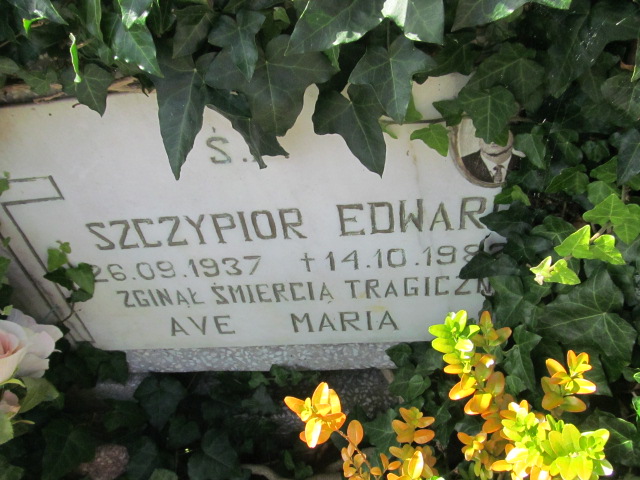 Ś.
SZCZYPIOR EDWAR
26.09.1937 †14.10.198
ZGINĄŁ ŚMIERCIĄ TRAGICZN
AVE MARIA